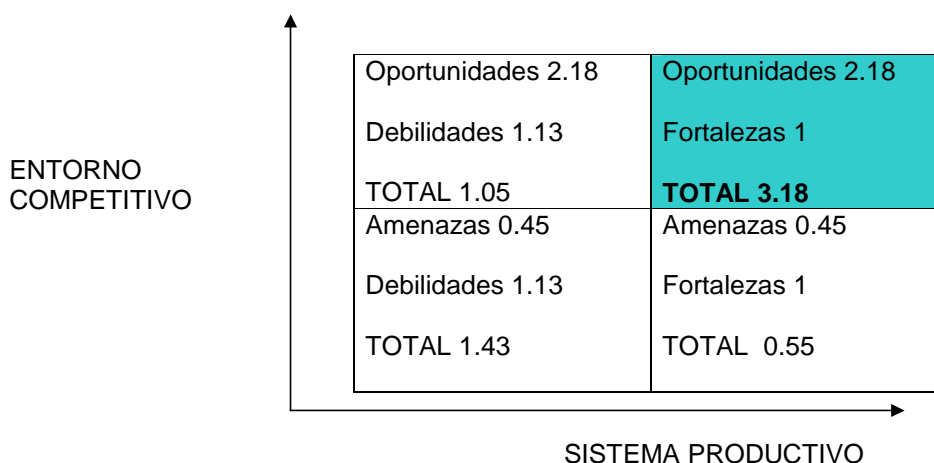 Oportunidades 2.18
Debilidades 1.13
TOTAL 1.05
Oportunidades 2.18
Fortalezas 1
TOTAL 3.18
ENTORNO
COMPETITIVO
Amenazas 0.45
Debilidades 1.13
TOTAL 1.43
Amenazas 0.45
Fortalezas 1
TOTAL 0.55
SISTEMA PRODUCTIVO